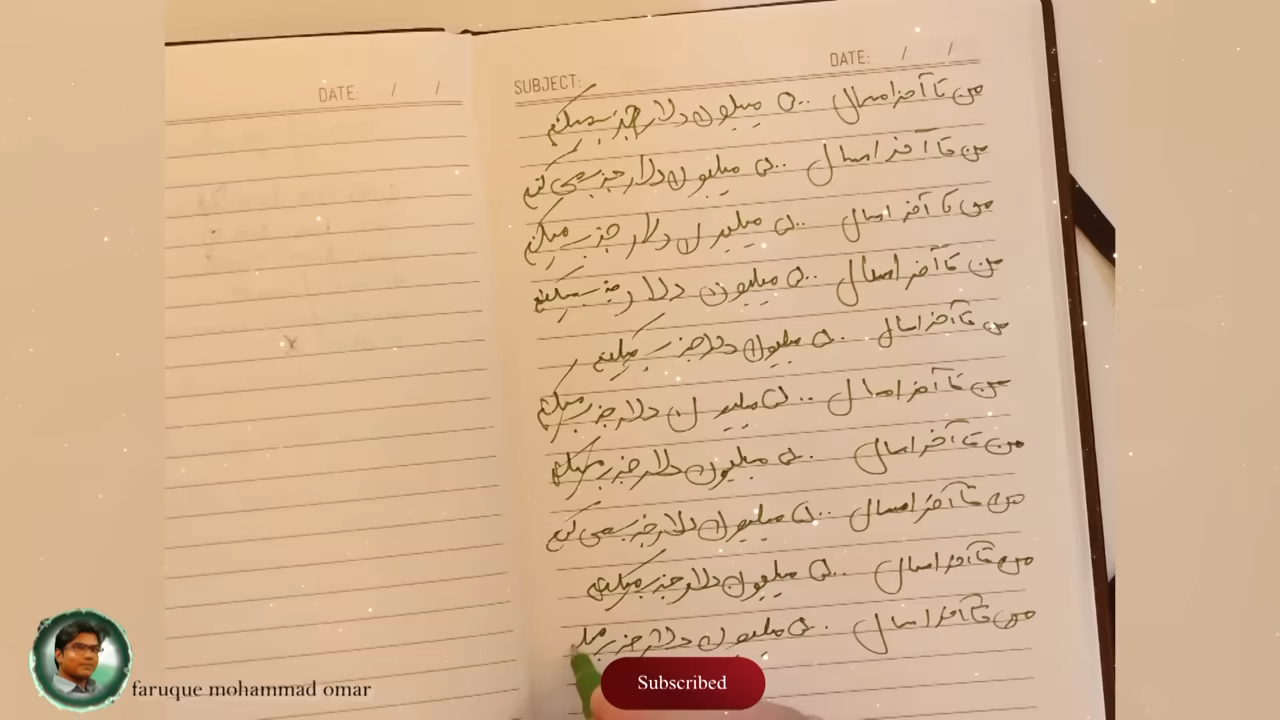 DATE: / /
SUBJECT:
DATE: / /
من تا آخر امسال ۵۰۰ میلیون دلار جذب میکنم
من تا آخر امسال ۵۰۰ میلیون دلار جذب می کنم
من تا آخر امسال ۵۰۰ میلیون دلار جذب میکنم
من تا آخر امسال ۵۰۰ میلیون دلار جذب میکنم
من تا آخر امسال ۵۰۰ میلیون دلار جذب میکنم
من تا آخر امسال ۵۰۰ میلیون دلار جذب میکنم
من تا آخر امسال ۵۰ میلیون دلار جذب میکنم
من تا آخر امسال ۵۰۰ میلیون دلار جذب می کنم
من تا آخر امسال ۵۰۰ میلیون دلار جذب میکنم
من تا آخر امسال ۵۰ میلیون دلار جذب
faruque mohammad omar
Subscribed